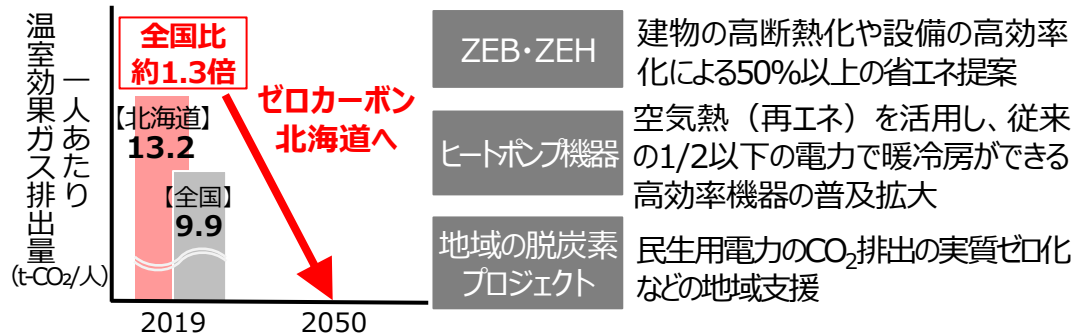 一人あたり
温室効果ガス排出量
(t-CO₂/人)
全国比
約1.3倍
【北海道】
13.2
【全国】
9.9
ゼロカーボン
北海道へ
2019
2050
ZEB・ZEH
建物の高断熱化や設備の高効率
化による50%以上の省エネ提案
ヒートポンプ機器
空気熱（再エネ）を活用し、従来
の1/2以下の電力で暖冷房ができる
高効率機器の普及拡大
地域の脱炭素
プロジェクト
民生用電力のCO₂排出の実質ゼロ化
などの地域支援